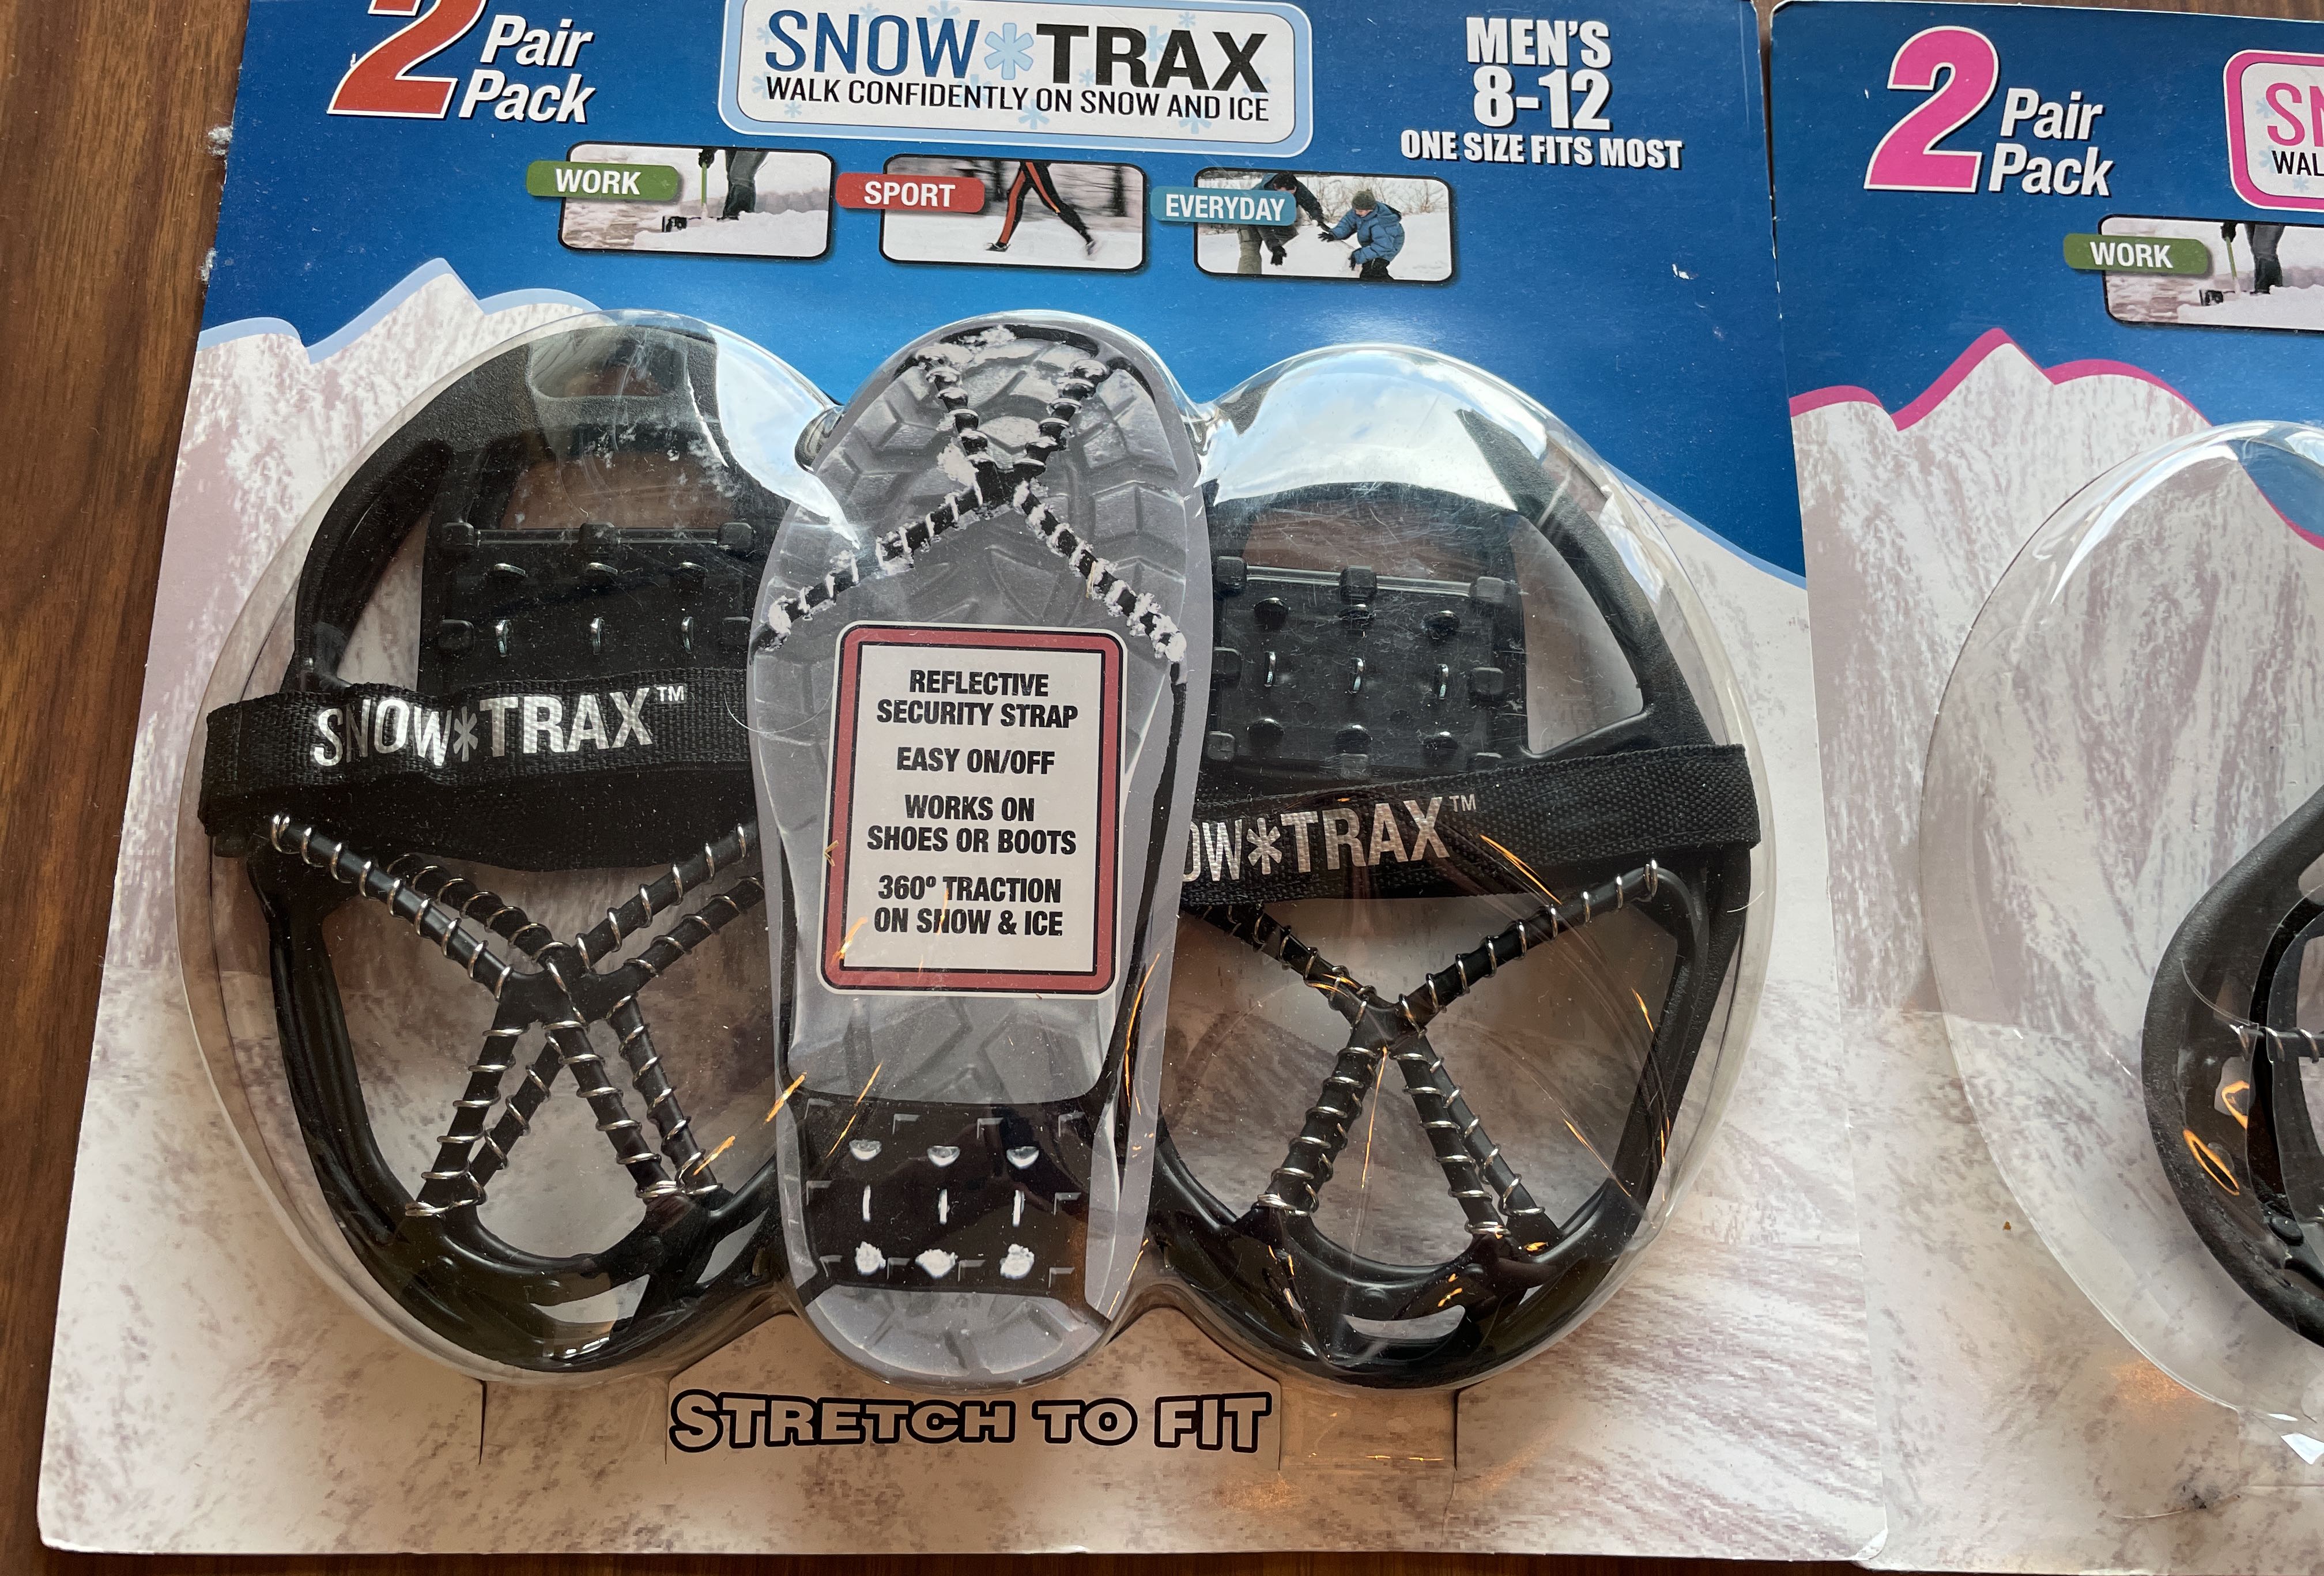 2 Pair
Pack
SNOW*TRAX
WALK CONFIDENTLY ON SNOW AND ICE
MEN'S
8-12
ONE SIZE FITS MOST
WORK
SPORT
EVERYDAY
SNOW*TRAX™
REFLECTIVE
SECURITY STRAP
EASY ON/OFF
WORKS ON
SHOES OR BOOTS
360° TRACTION
ON SNOW & ICE
OW*TRAX™
STRETCH TO FIT
2 Pair
Pack
SN
WAL
WORK